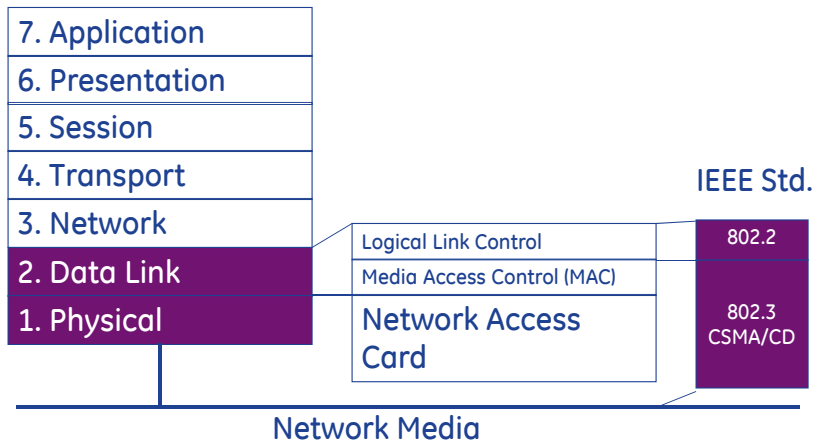 7. Application
6. Presentation
5. Session
4. Transport
3. Network
2. Data Link
1. Physical
Logical Link Control
Media Access Control (MAC)
Network Access
Card
IEEE Std.
802.2
802.3
CSMA/CD
Network Media